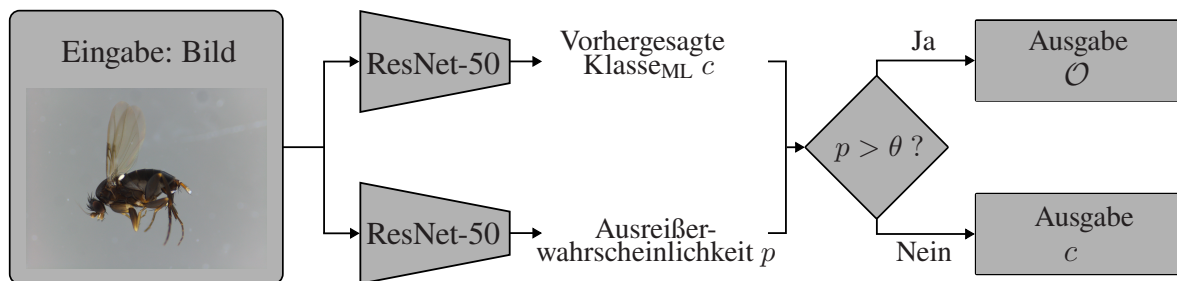 Eingabe: Bild
ResNet-50
Vorhergesagte
Klasse_ML c
ResNet-50
Ausreißer-
wahrscheinlichkeit p
p > θ ?
Ja
Ausgabe
𝒪
Nein
Ausgabe
c